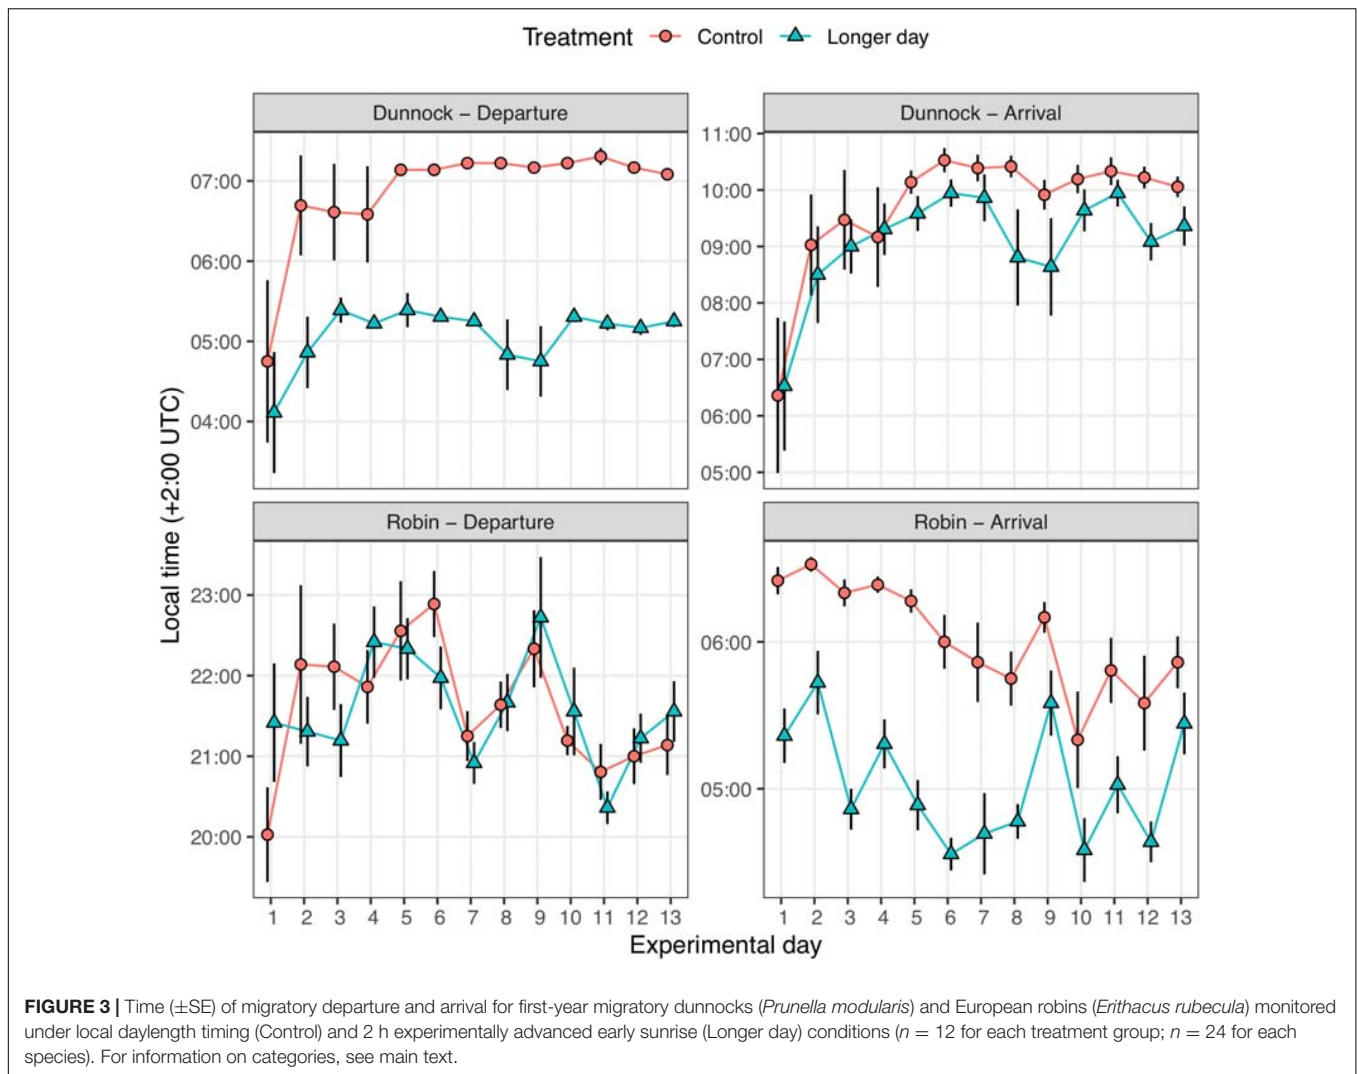 Treatment Control Longer day
Dunnock – Departure
Dunnock – Arrival
07:00
06:00
05:00
04:00
11:00
10:00
09:00
08:00
07:00
06:00
05:00
Local time (+2:00 UTC)
Robin – Departure
Robin – Arrival
23:00
22:00
21:00
20:00
06:00
05:00
1 2 3 4 5 6 7 8 9 10 11 12 13
1 2 3 4 5 6 7 8 9 10 11 12 13
Experimental day
FIGURE 3 | Time (±SE) of migratory departure and arrival for first-year migratory dunnocks (Prunella modularis) and European robins (Erithacus rubecula) monitored
under local daylength timing (Control) and 2 h experimentally advanced early sunrise (Longer day) conditions (n = 12 for each treatment group; n = 24 for each
species). For information on categories, see main text.